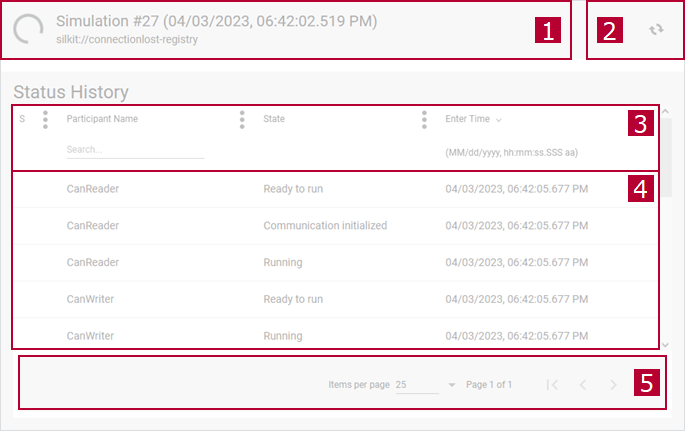 Simulation #27 (04/03/2023, 06:42:02.519 PM)
silkit://connectionlost-registry
1
2
Status History
S Participant Name State Enter Time
3
Search... (MM/dd/yyyy, hh:mm:ss.SSS aa)
4
CanReader Ready to run 04/03/2023, 06:42:05.677 PM
CanReader Communication initialized 04/03/2023, 06:42:05.677 PM
CanReader Running 04/03/2023, 06:42:05.677 PM
CanWriter Ready to run 04/03/2023, 06:42:05.677 PM
CanWriter Running 04/03/2023, 06:42:05.677 PM
Items per page 25 Page 1 of 1
5